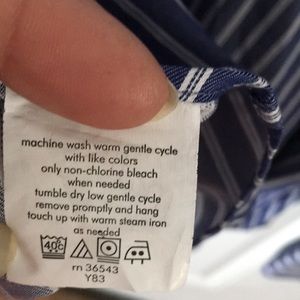 machine wash warm gentle cycle
with like colors
only non-chlorine bleach
when needed
tumble dry low gentle cycle
remove promptly and hang
touch up with warm steam iron
as needed
40c
rn 36543
Y83